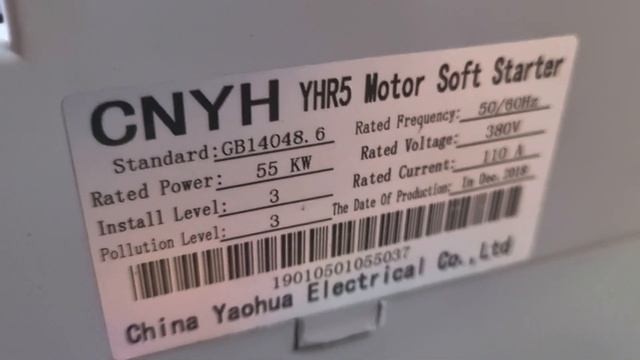 CNYH YHR5 Motor Soft Starter
Standard: GB14048.6 Rated Frequency: 50/60Hz
Rated Power: 55 KW Rated Voltage: 380V
Install Level: 3 Rated Current: 110 A
Pollution Level: 3 The Date Of Production: In Dec. 2018
19010501055037
China Yaohua Electrical Co.,Ltd